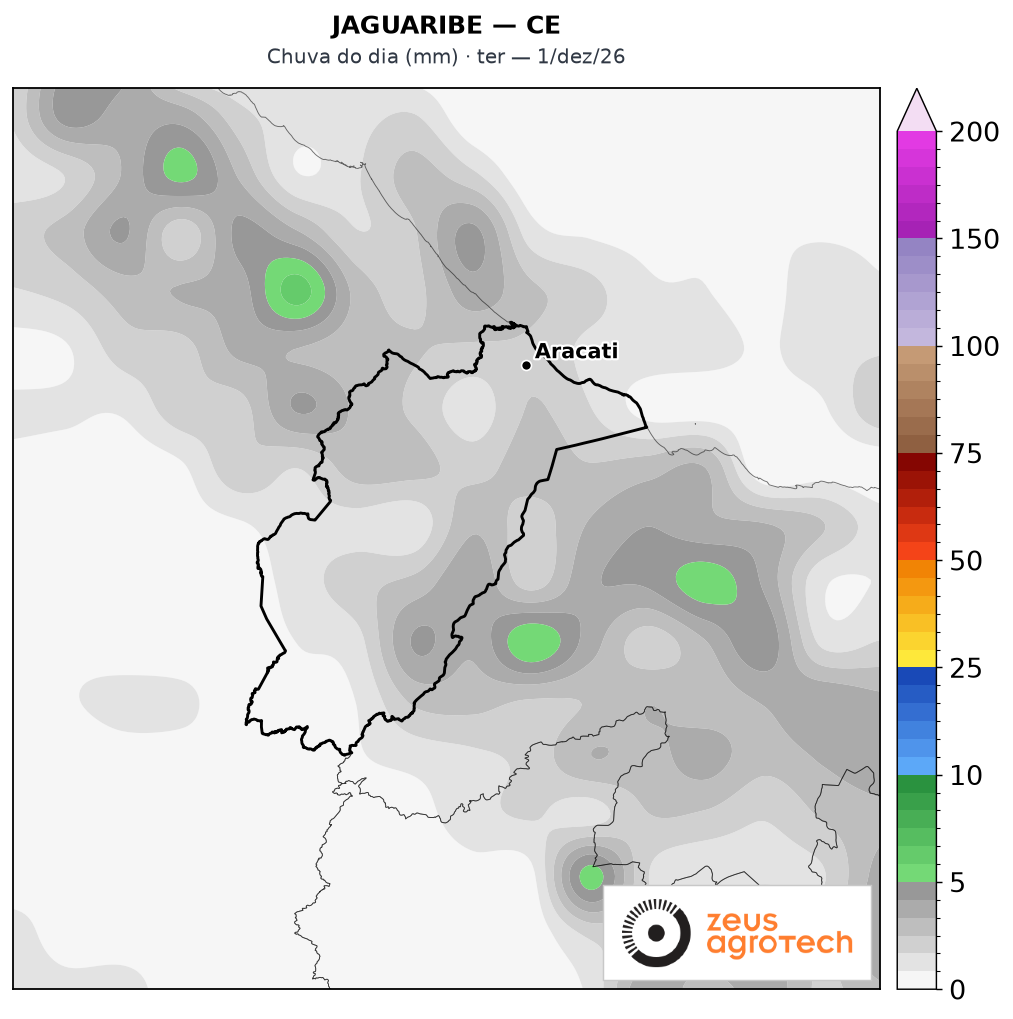 JAGUARIBE — CE
Chuva do dia (mm) · ter — 1/dez/26
Aracati
200
150
100
75
50
25
10
5
0
zeus
agrotech